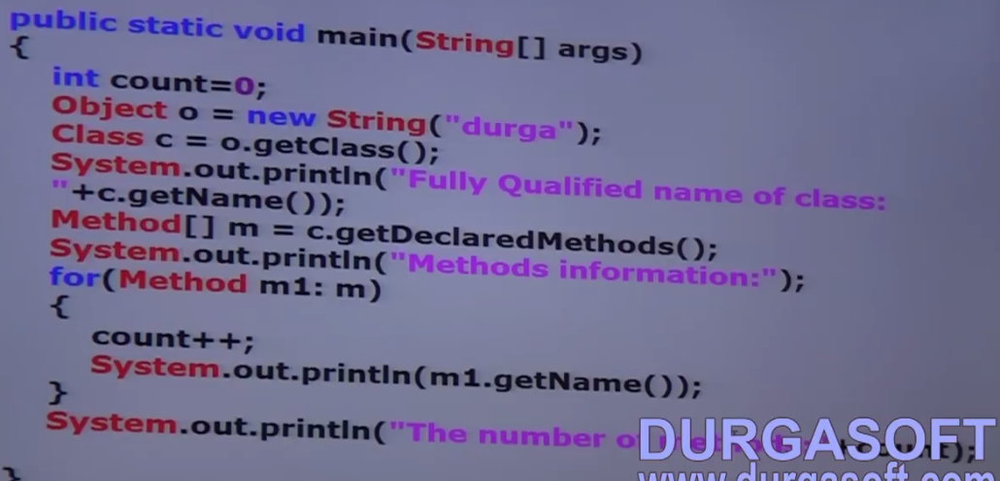 public static void main(String[] args)
{
int count=0;
Object o = new String("durga");
Class c = o.getClass();
System.out.println("Fully Qualified name of class:
"+c.getName());
Method[] m = c.getDeclaredMethods();
System.out.println("Methods information:");
for(Method m1: m)
{
count++;
System.out.println(m1.getName());
}
System.out.println("The number of
}
DURGASOFT
www.durgasoft.com